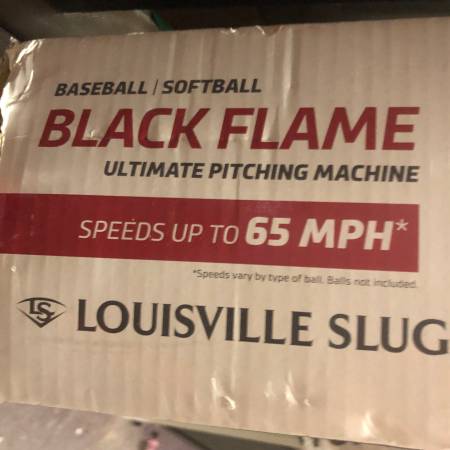 BASEBALL | SOFTBALL
BLACK FLAME
ULTIMATE PITCHING MACHINE
SPEEDS UP TO 65 MPH*
*Speeds vary by type of ball. Balls not included.
LS LOUISVILLE SLUG